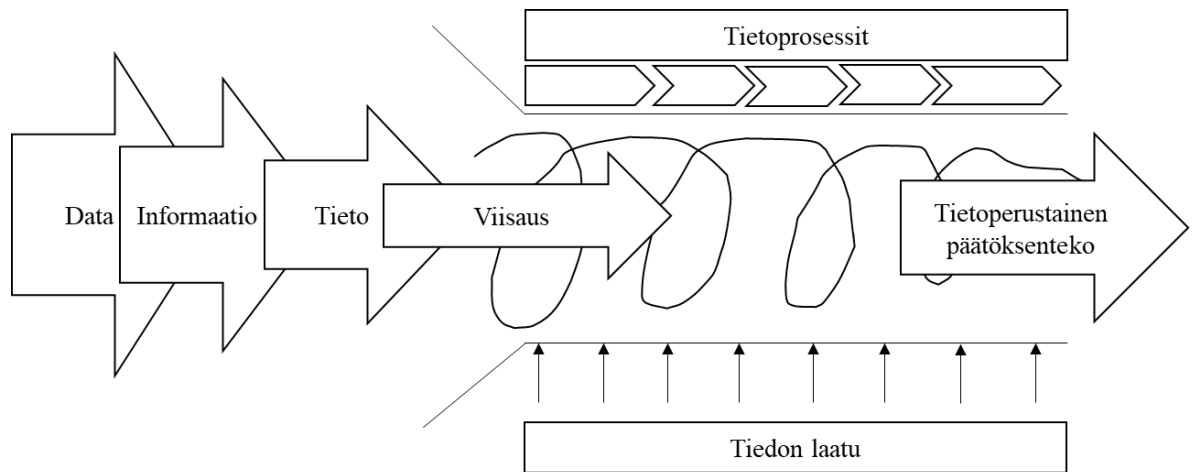 Tietoprosessit
Data
Informaatio
Tieto
Viisaus
Tietoperustainen
päätöksenteko
Tiedon laatu